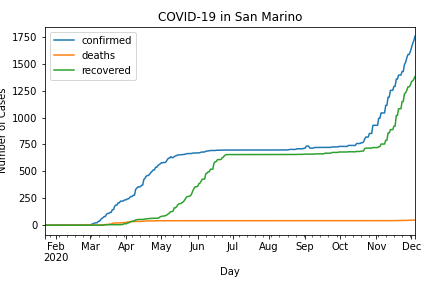 COVID-19 in San Marino
confirmed
deaths
recovered
Number of Cases
1750
1500
1250
1000
750
500
250
0
Feb Mar Apr May Jun Jul Aug Sep Oct Nov Dec
2020
Day